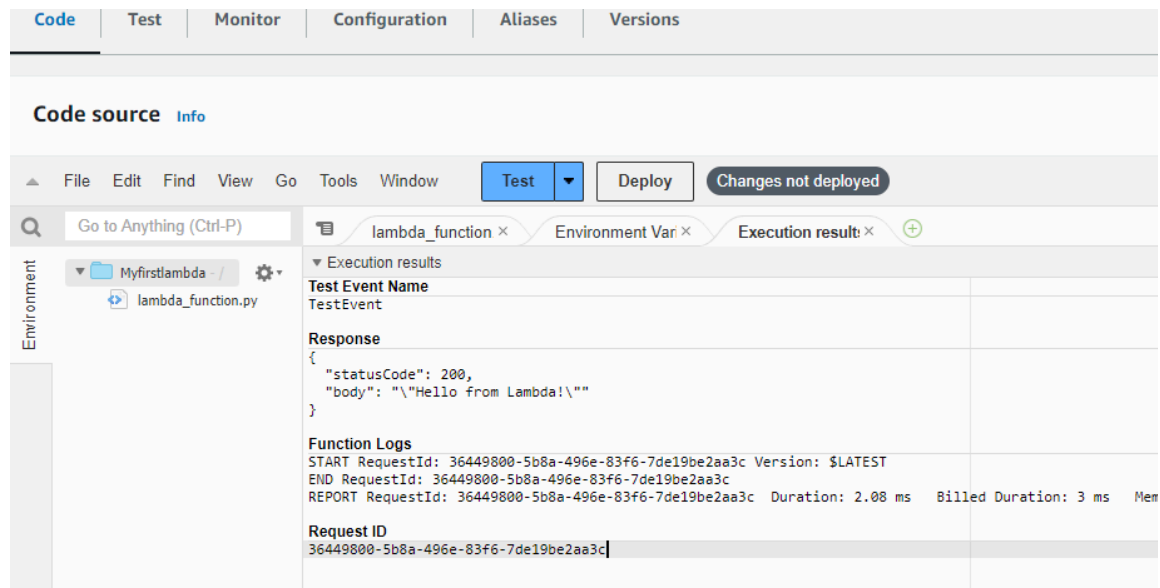 Code Test Monitor Configuration Aliases Versions
Code source Info
File Edit Find View Go Tools Window Test Deploy Changes not deployed
Go to Anything (Ctrl-P) lambda_function × Environment Var × Execution result: ×
Environment
Myfirstlambda - /
lambda_function.py
Execution results
Test Event Name
TestEvent
Response
{
"statusCode": 200,
"body": "\"Hello from Lambda!\""
}
Function Logs
START RequestId: 36449800-5b8a-496e-83f6-7de19be2aa3c Version: $LATEST
END RequestId: 36449800-5b8a-496e-83f6-7de19be2aa3c
REPORT RequestId: 36449800-5b8a-496e-83f6-7de19be2aa3c Duration: 2.08 ms Billed Duration: 3 ms Mem
Request ID
36449800-5b8a-496e-83f6-7de19be2aa3c